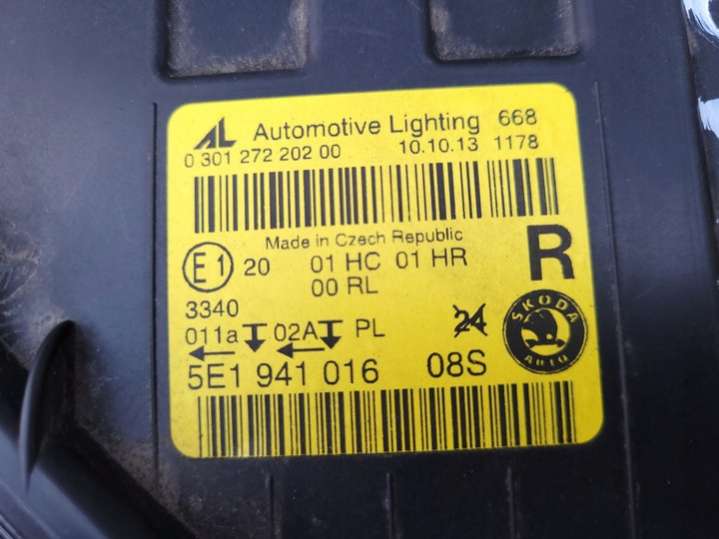 AL Automotive Lighting 668
0 301 272 202 00 10.10.13 1178
Made in Czech Republic
E1 20 01 HC 01 HR R
00 RL
3340
011a 02A PL 24
5E1 941 016 08S
SKODA
AUTO